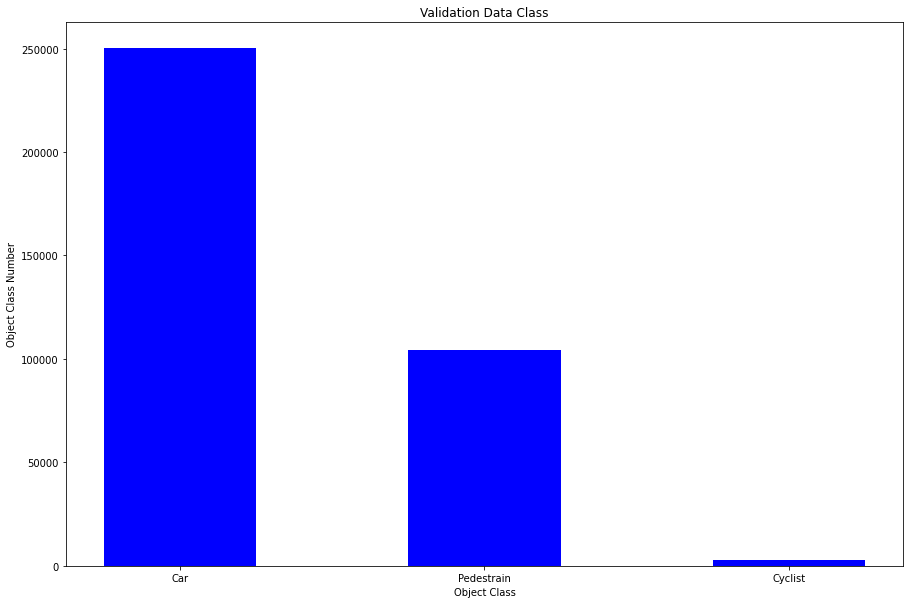 Validation Data Class
Object Class Number
250000
200000
150000
100000
50000
0
Car
Pedestrain
Cyclist
Object Class